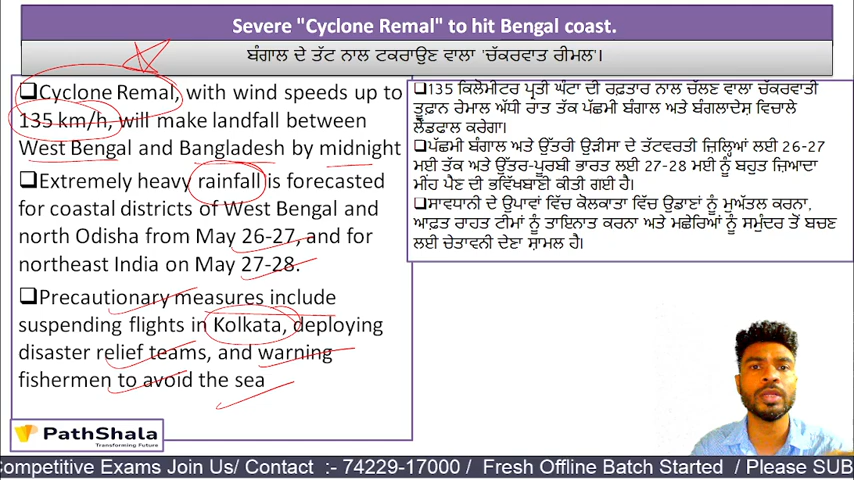 Severe "Cyclone Remal" to hit Bengal coast.
ਬੰਗਾਲ ਦੇ ਤੱਟ ਨਾਲ ਟਕਰਾਉਣ ਵਾਲਾ 'ਚੱਕਰਵਾਤ ਰੀਮਲ'।
❑Cyclone Remal, with wind speeds up to
135 km/h, will make landfall between
West Bengal and Bangladesh by midnight
❑Extremely heavy rainfall is forecasted
for coastal districts of West Bengal and
north Odisha from May 26-27, and for
northeast India on May 27-28.
❑Precautionary measures include
suspending flights in Kolkata, deploying
disaster relief teams, and warning
fishermen to avoid the sea
❑135 ਕਿਲੋਮੀਟਰ ਪ੍ਰਤੀ ਘੰਟਾ ਦੀ ਰਫ਼ਤਾਰ ਨਾਲ ਚੱਲਣ ਵਾਲਾ ਚੱਕਰਵਾਤੀ
ਤੂਫ਼ਾਨ ਰੇਮਾਲ ਅੱਧੀ ਰਾਤ ਤੱਕ ਪੱਛਮੀ ਬੰਗਾਲ ਅਤੇ ਬੰਗਲਾਦੇਸ਼ ਵਿਚਾਲੇ
ਲੈਂਡਫਾਲ ਕਰੇਗਾ।
❑ਪੱਛਮੀ ਬੰਗਾਲ ਅਤੇ ਉੱਤਰੀ ਉੜੀਸਾ ਦੇ ਤੱਟਵਰਤੀ ਜ਼ਿਲ੍ਹਿਆਂ ਲਈ 26-27
ਮਈ ਤੱਕ ਅਤੇ ਉੱਤਰ-ਪੂਰਬੀ ਭਾਰਤ ਲਈ 27-28 ਮਈ ਨੂੰ ਬਹੁਤ ਜ਼ਿਆਦਾ
ਮੀਂਹ ਪੈਣ ਦੀ ਭਵਿੱਖਬਾਣੀ ਕੀਤੀ ਗਈ ਹੈ।
❑ਸਾਵਧਾਨੀ ਦੇ ਉਪਾਵਾਂ ਵਿੱਚ ਕੋਲਕਾਤਾ ਵਿੱਚ ਉਡਾਣਾਂ ਨੂੰ ਮੁਅੱਤਲ ਕਰਨਾ,
ਆਫ਼ਤ ਰਾਹਤ ਟੀਮਾਂ ਨੂੰ ਤਾਇਨਾਤ ਕਰਨਾ ਅਤੇ ਮਛੇਰਿਆਂ ਨੂੰ ਸਮੁੰਦਰ ਤੋਂ ਬਚਣ
ਲਈ ਚੇਤਾਵਨੀ ਦੇਣਾ ਸ਼ਾਮਲ ਹੈ।
PathShala
Transforming Future
ompetitive Exams Join Us/ Contact :- 74229-17000 / Fresh Offline Batch Started / Please SUB